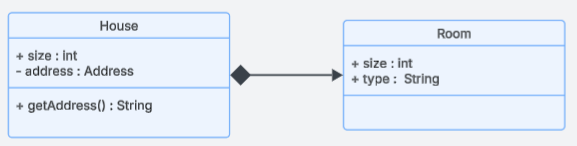 House
+ size : int
- address : Address
+ getAddress() : String
Room
+ size : int
+ type :  String